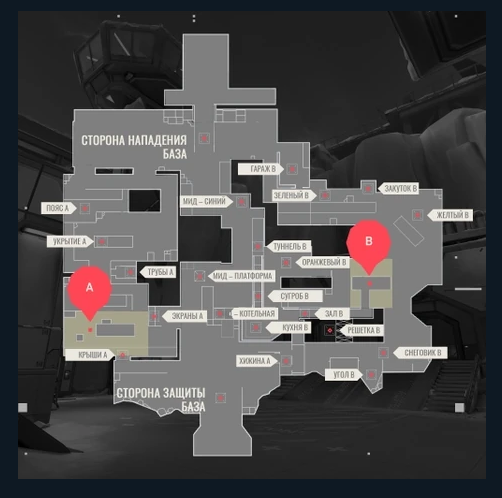 СТОРОНА НАПАДЕНИЯ
БАЗА
ГАРАЖ B
ЗЕЛЕНЫЙ B
ЗАКУТОК B
МИД – СИНИЙ
ПОЯС A
ЖЕЛТЫЙ B
УКРЫТИЕ A
B
ТУННЕЛЬ B
ОРАНЖЕВЫЙ B
ТРУБЫ A
МИД – ПЛАТФОРМА
A
СУГРОБ B
ЭКРАНЫ A
– КОТЕЛЬНАЯ
ЗАЛ B
КУХНЯ B
РЕШЕТКА B
КРЫШИ A
СНЕГОВИК B
ХИЖИНА A
УГОЛ B
СТОРОНА ЗАЩИТЫ
БАЗА